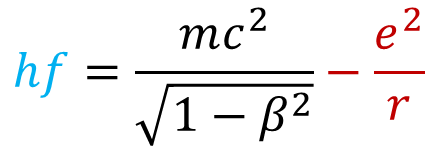 hf = mc² / √(1 − β²) − e² / r